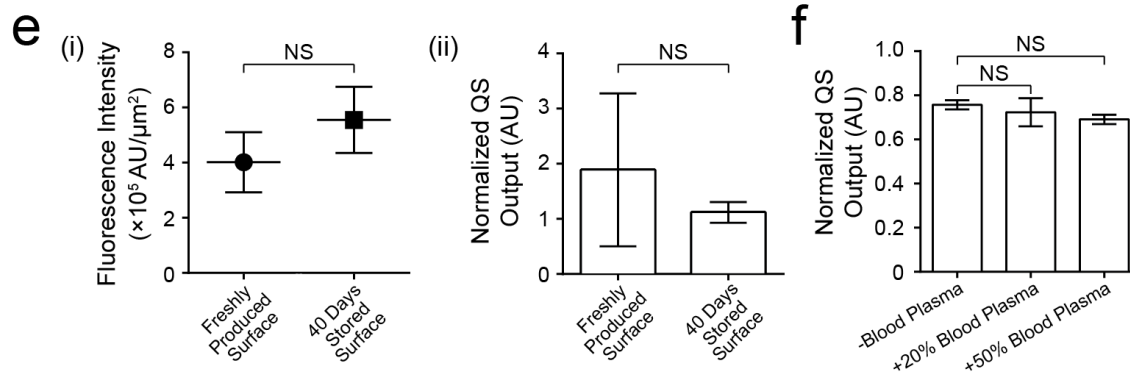 e
(i)
Fluorescence Intensity
(×10⁵ AU/µm²)
8
6
4
2
0
NS
Freshly
Produced
Surface
40 Days
Stored
Surface
(ii)
Normalized QS
Output (AU)
4
3
2
1
0
NS
Freshly
Produced
Surface
40 Days
Stored
Surface
f
Normalized QS
Output (AU)
1.0
0.8
0.6
0.4
0.2
0
NS
NS
-Blood Plasma
+20% Blood Plasma
+50% Blood Plasma